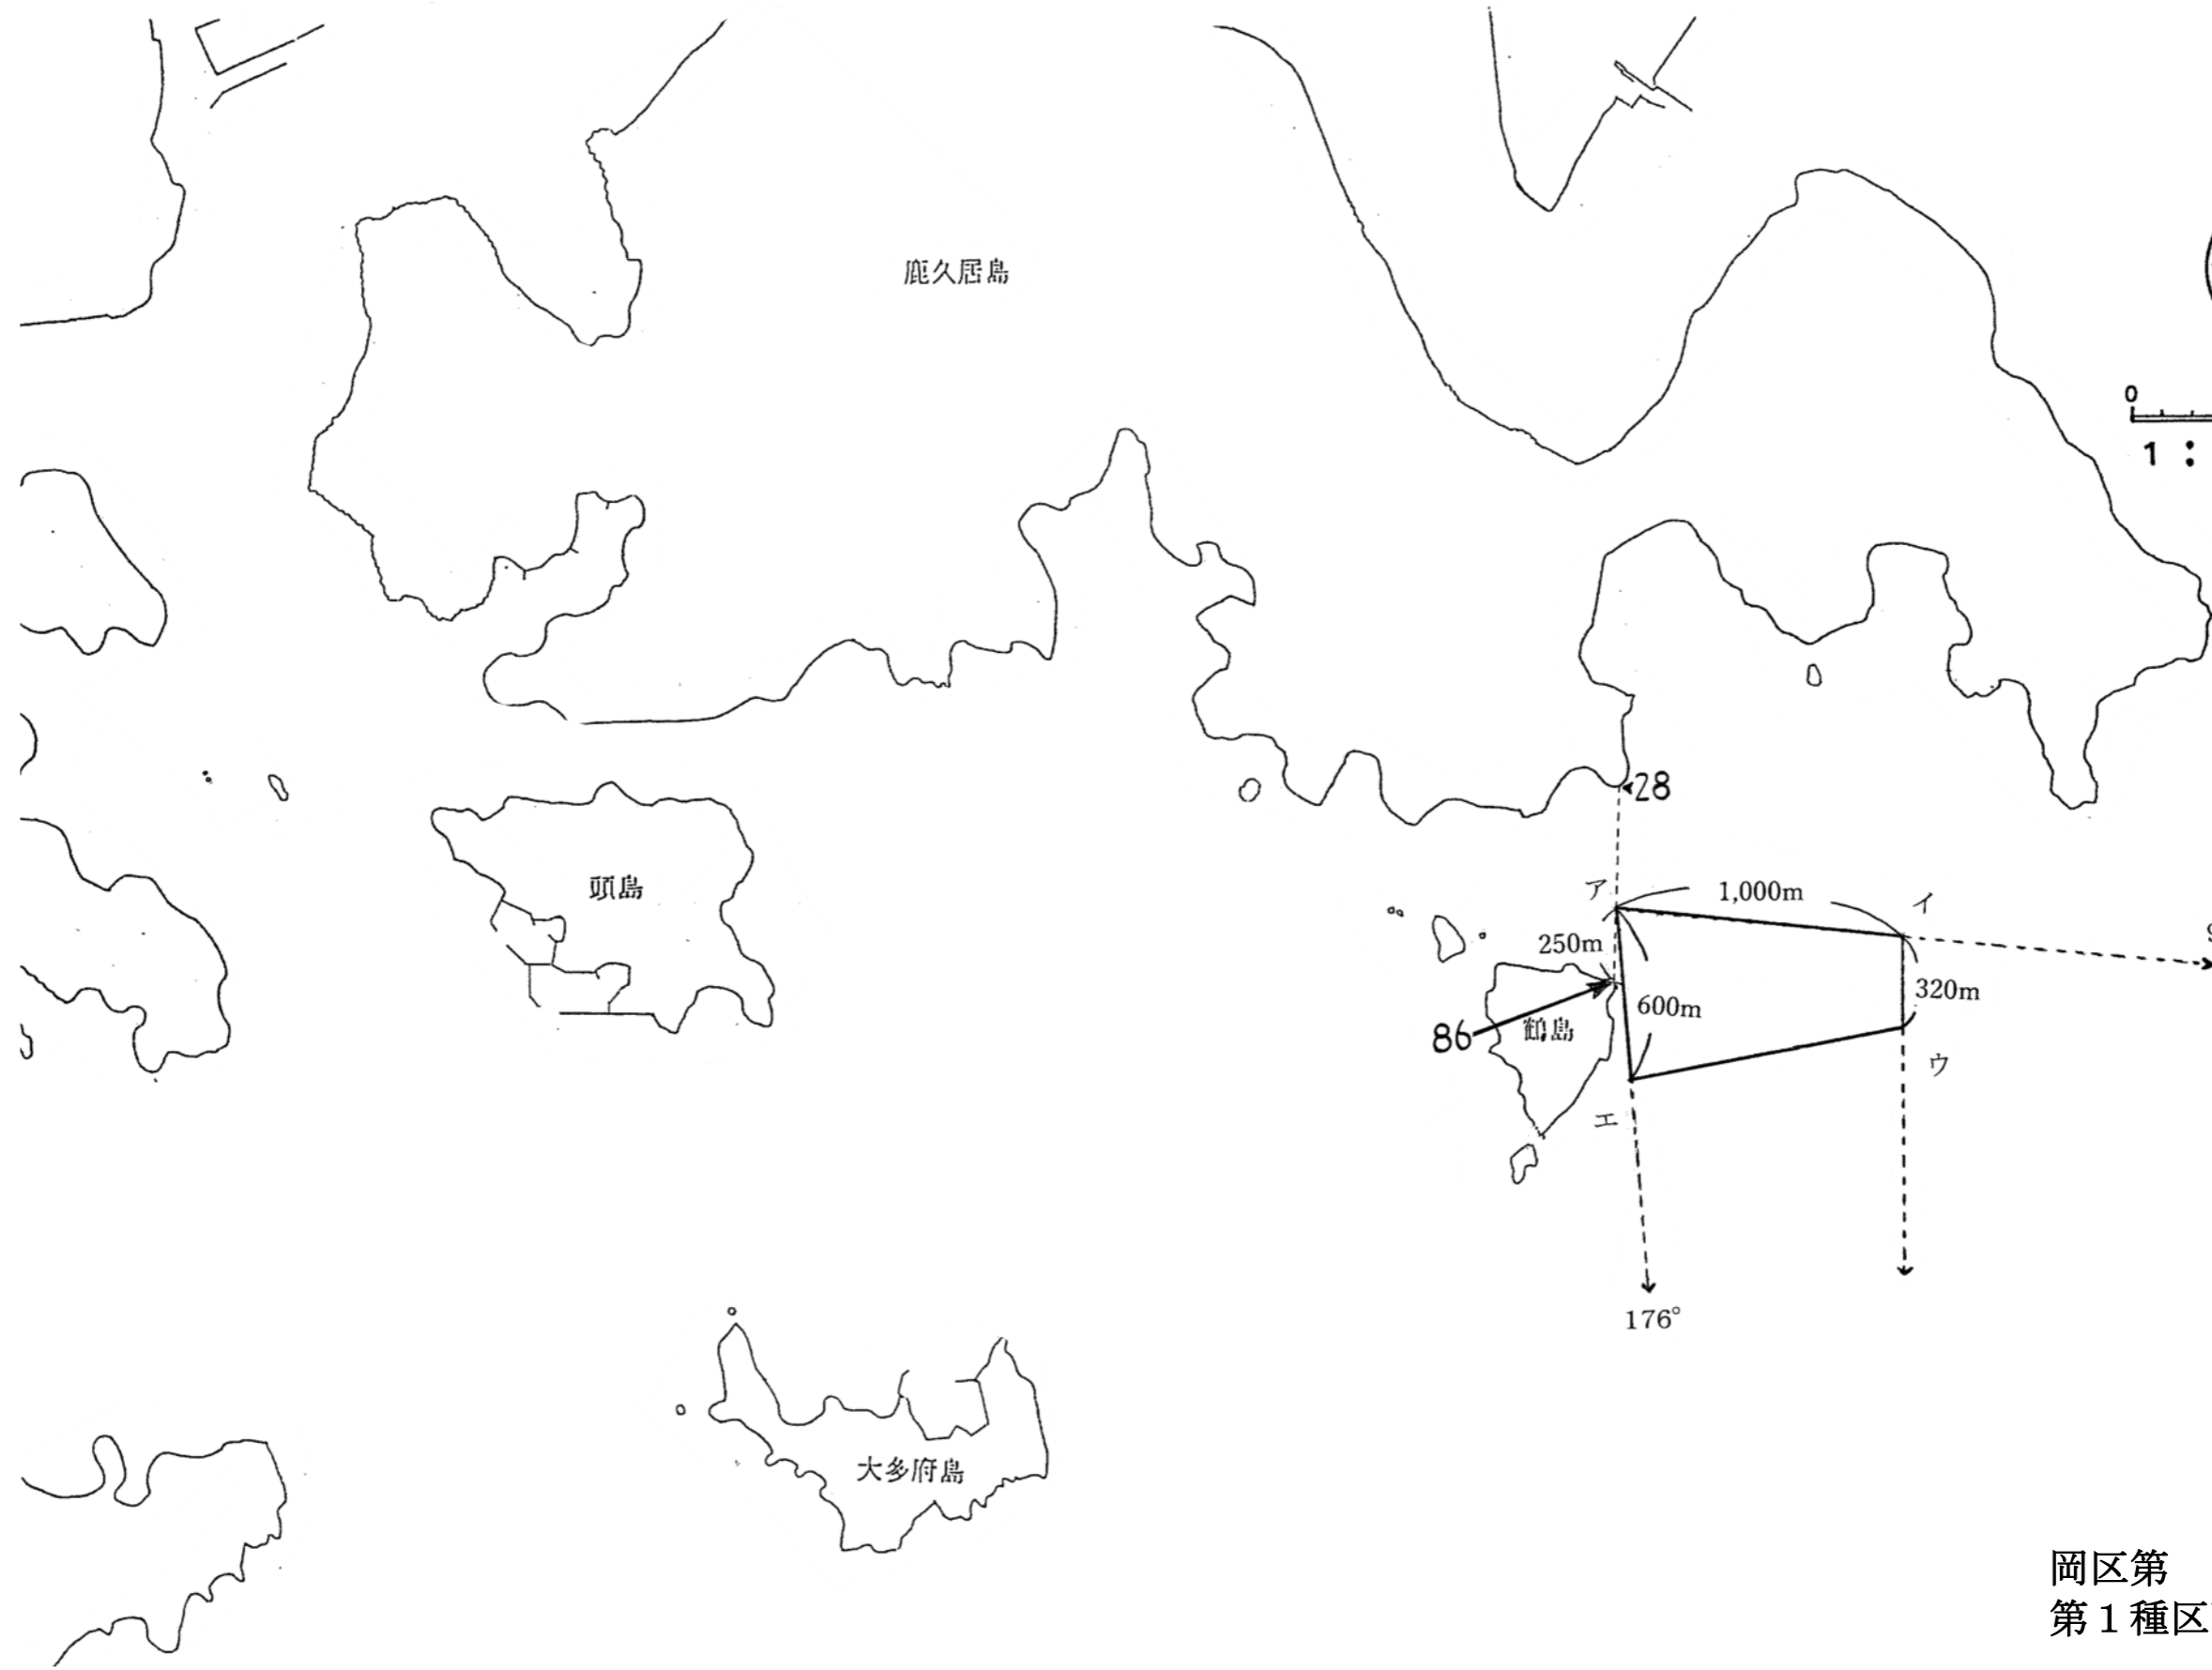 鹿久居島
0
1 :
28
ア
1,000m
イ
250m
320m
600m
86
鶴島
ウ
エ
頭島
176°
大多府島
岡区第
第１種区